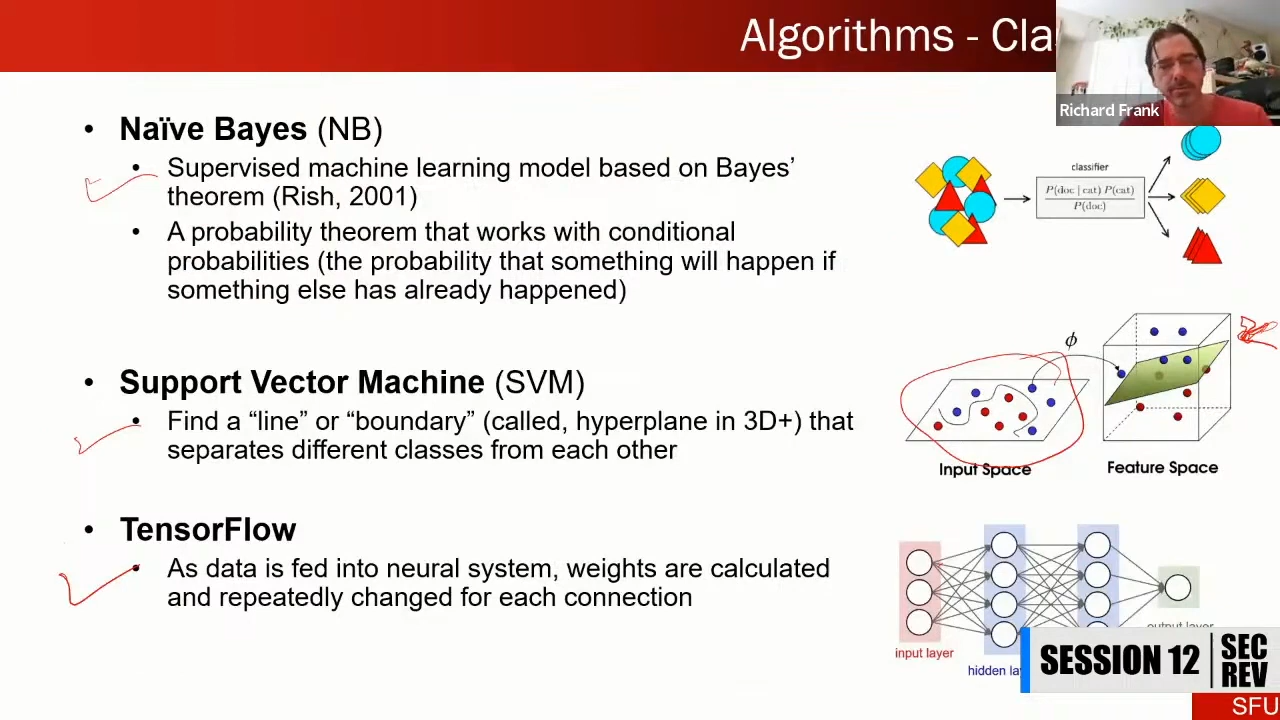 Algorithms - Cla
Richard Frank
• Naïve Bayes (NB)
• Supervised machine learning model based on Bayes’
theorem (Rish, 2001)
• A probability theorem that works with conditional
probabilities (the probability that something will happen if
something else has already happened)
classifier
P(doc | cat) P(cat)
P(doc)
• Support Vector Machine (SVM)
• Find a “line” or “boundary” (called, hyperplane in 3D+) that
separates different classes from each other
ϕ
Input Space
Feature Space
• TensorFlow
• As data is fed into neural system, weights are calculated
and repeatedly changed for each connection
input layer
hidden la
output layer
SESSION 12
SEC
REV
SFU